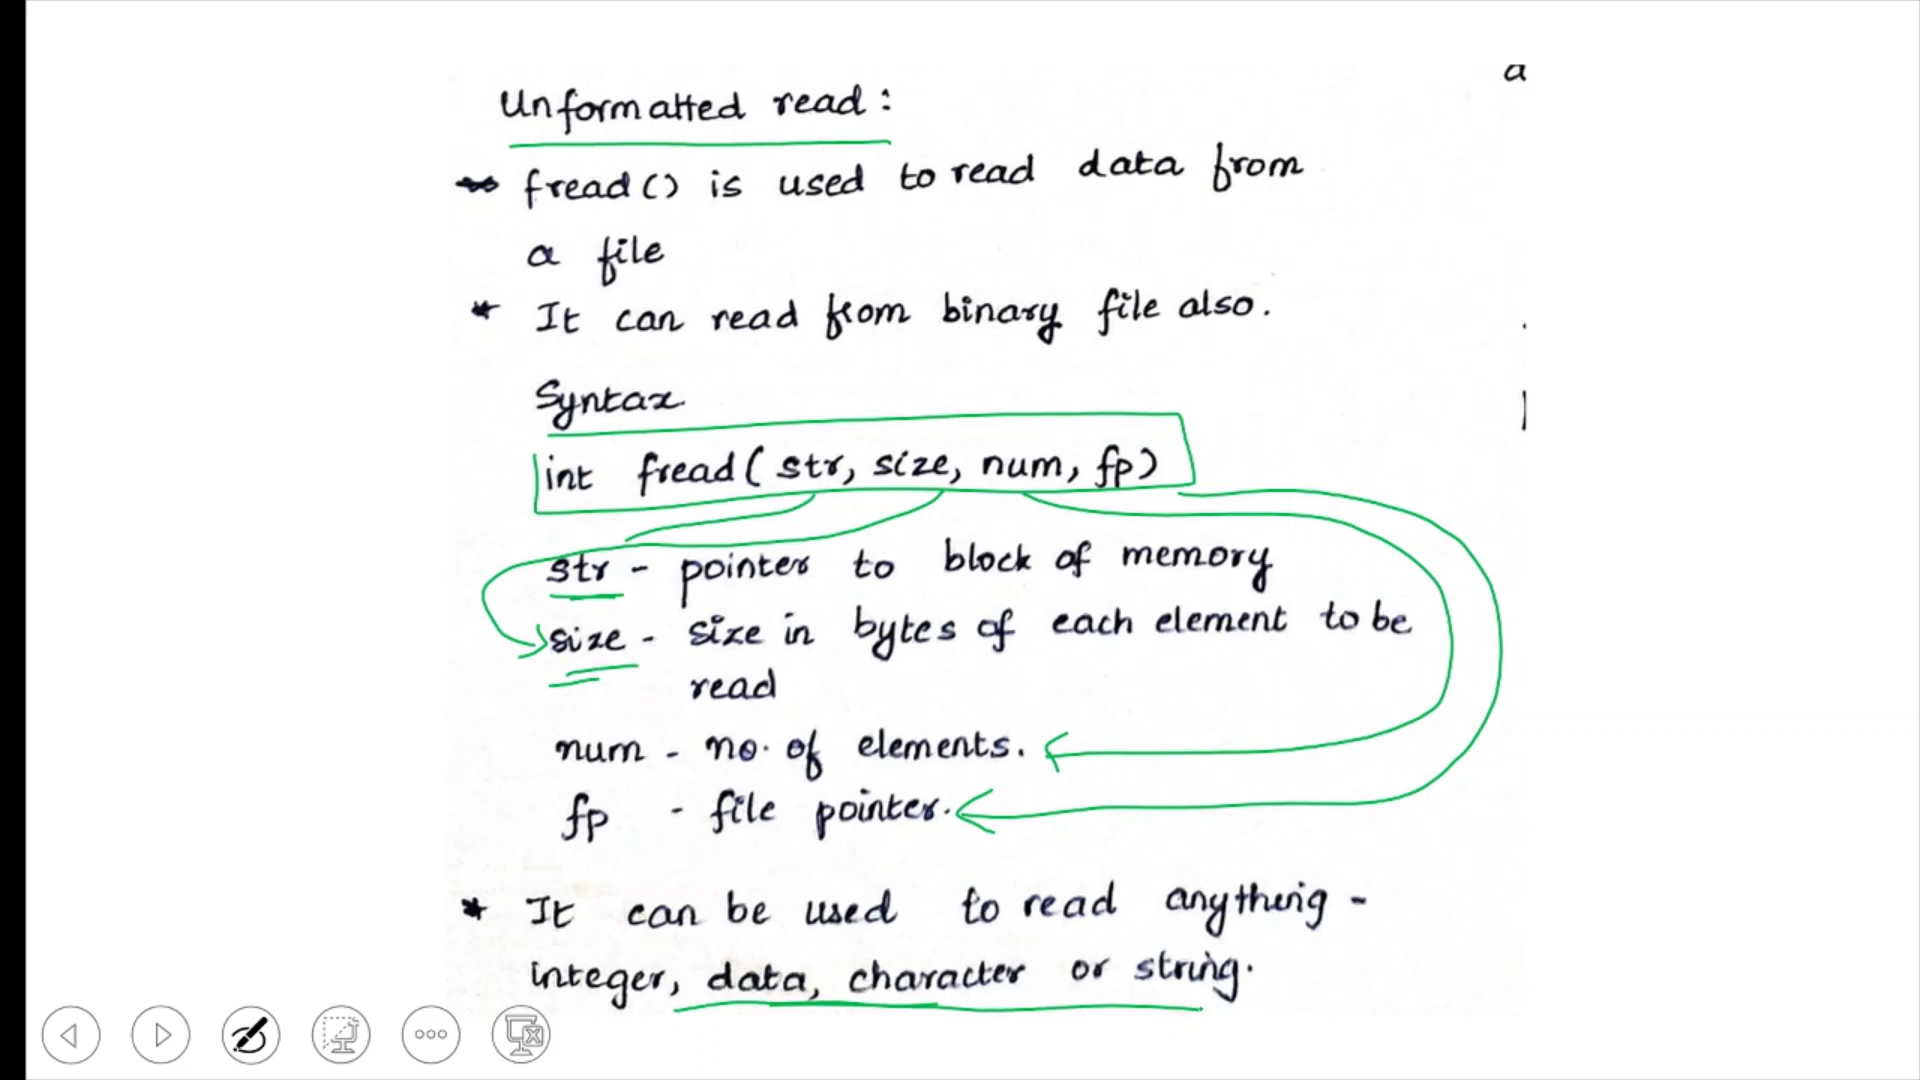 a
Unformatted read :
* fread() is used to read data from
a file
* It can read from binary file also.
Syntax
int fread( str, size, num, fp)
str - pointer to block of memory
size - size in bytes of each element to be
read
num - no. of elements.
fp - file pointer.
* It can be used to read anything -
integer, data, character or string.